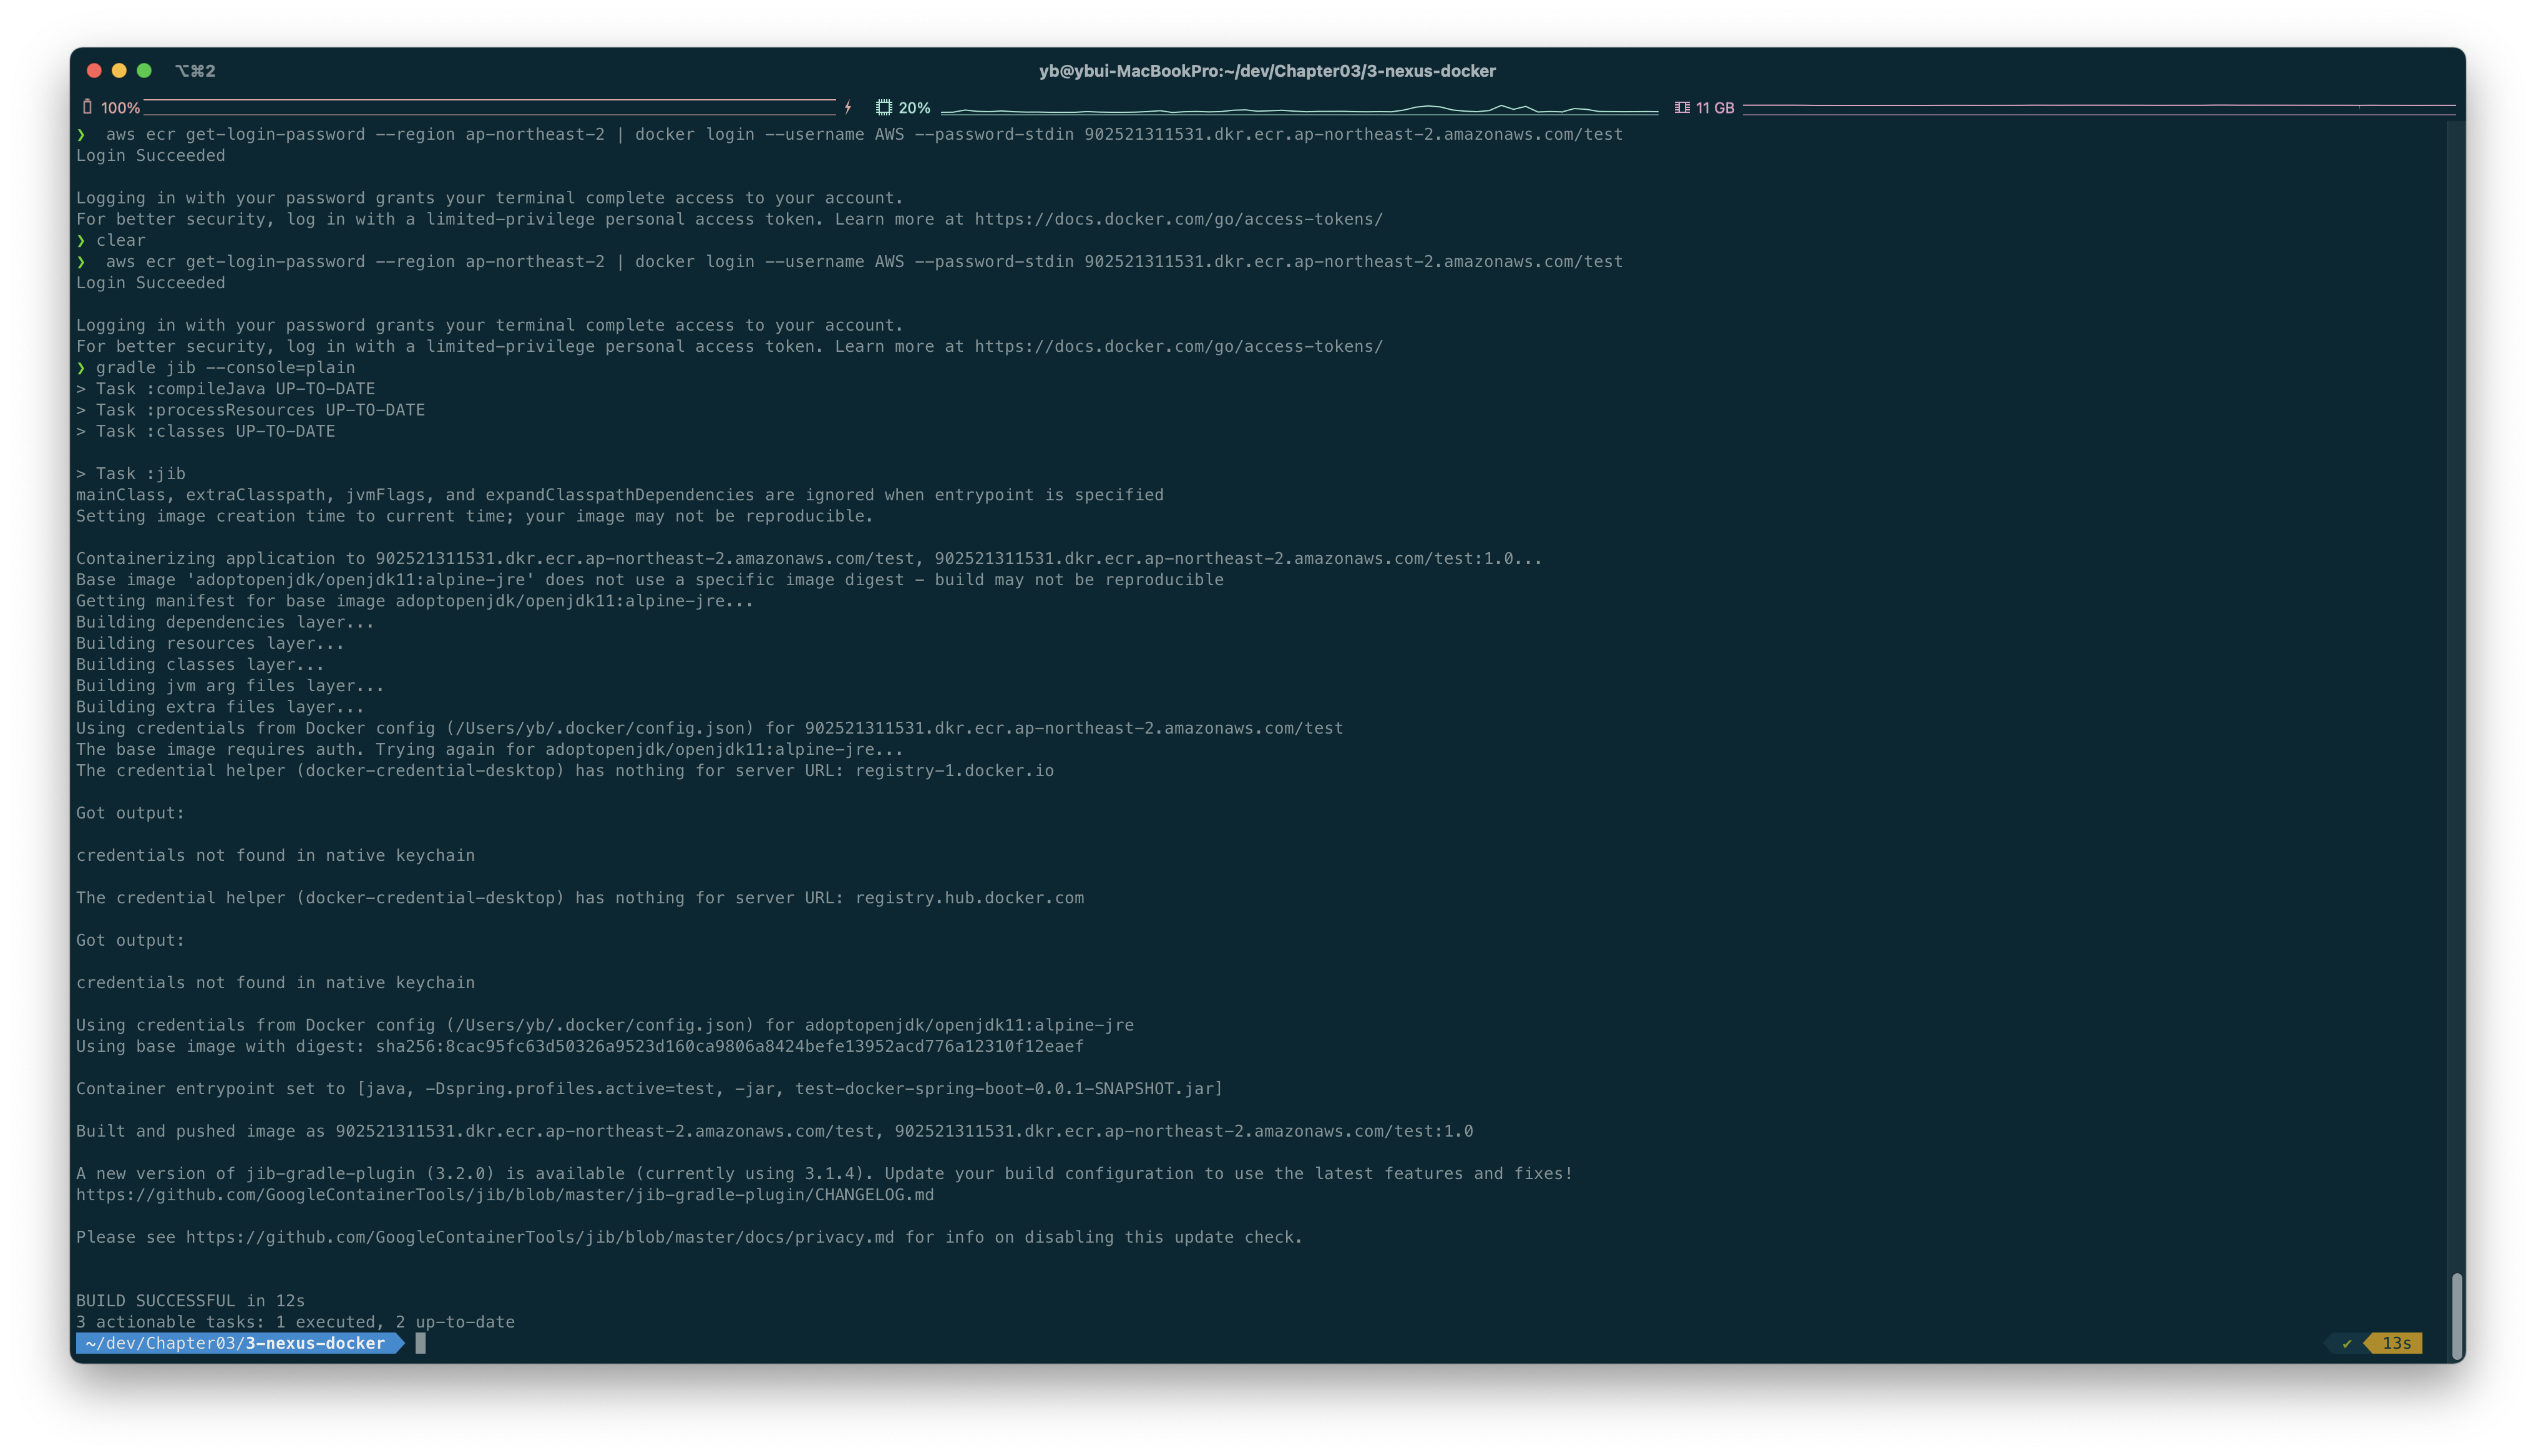 ⌥⌘2
yb@ybui-MacBookPro:~/dev/Chapter03/3-nexus-docker
100% 20% 11 GB
❯  aws ecr get-login-password --region ap-northeast-2 | docker login --username AWS --password-stdin 902521311531.dkr.ecr.ap-northeast-2.amazonaws.com/test
Login Succeeded
Logging in with your password grants your terminal complete access to your account.
For better security, log in with a limited-privilege personal access token. Learn more at https://docs.docker.com/go/access-tokens/
❯ clear
❯  aws ecr get-login-password --region ap-northeast-2 | docker login --username AWS --password-stdin 902521311531.dkr.ecr.ap-northeast-2.amazonaws.com/test
Login Succeeded
Logging in with your password grants your terminal complete access to your account.
For better security, log in with a limited-privilege personal access token. Learn more at https://docs.docker.com/go/access-tokens/
❯ gradle jib --console=plain
> Task :compileJava UP-TO-DATE
> Task :processResources UP-TO-DATE
> Task :classes UP-TO-DATE
> Task :jib
mainClass, extraClasspath, jvmFlags, and expandClasspathDependencies are ignored when entrypoint is specified
Setting image creation time to current time; your image may not be reproducible.
Containerizing application to 902521311531.dkr.ecr.ap-northeast-2.amazonaws.com/test, 902521311531.dkr.ecr.ap-northeast-2.amazonaws.com/test:1.0...
Base image 'adoptopenjdk/openjdk11:alpine-jre' does not use a specific image digest - build may not be reproducible
Getting manifest for base image adoptopenjdk/openjdk11:alpine-jre...
Building dependencies layer...
Building resources layer...
Building classes layer...
Building jvm arg files layer...
Building extra files layer...
Using credentials from Docker config (/Users/yb/.docker/config.json) for 902521311531.dkr.ecr.ap-northeast-2.amazonaws.com/test
The base image requires auth. Trying again for adoptopenjdk/openjdk11:alpine-jre...
The credential helper (docker-credential-desktop) has nothing for server URL: registry-1.docker.io
Got output:
credentials not found in native keychain
The credential helper (docker-credential-desktop) has nothing for server URL: registry.hub.docker.com
Got output:
credentials not found in native keychain
Using credentials from Docker config (/Users/yb/.docker/config.json) for adoptopenjdk/openjdk11:alpine-jre
Using base image with digest: sha256:8cac95fc63d50326a9523d160ca9806a8424befe13952acd776a12310f12eaef
Container entrypoint set to [java, -Dspring.profiles.active=test, -jar, test-docker-spring-boot-0.0.1-SNAPSHOT.jar]
Built and pushed image as 902521311531.dkr.ecr.ap-northeast-2.amazonaws.com/test, 902521311531.dkr.ecr.ap-northeast-2.amazonaws.com/test:1.0
A new version of jib-gradle-plugin (3.2.0) is available (currently using 3.1.4). Update your build configuration to use the latest features and fixes!
https://github.com/GoogleContainerTools/jib/blob/master/jib-gradle-plugin/CHANGELOG.md
Please see https://github.com/GoogleContainerTools/jib/blob/master/docs/privacy.md for info on disabling this update check.
BUILD SUCCESSFUL in 12s
3 actionable tasks: 1 executed, 2 up-to-date
~/dev/Chapter03/3-nexus-docker ✔ 13s